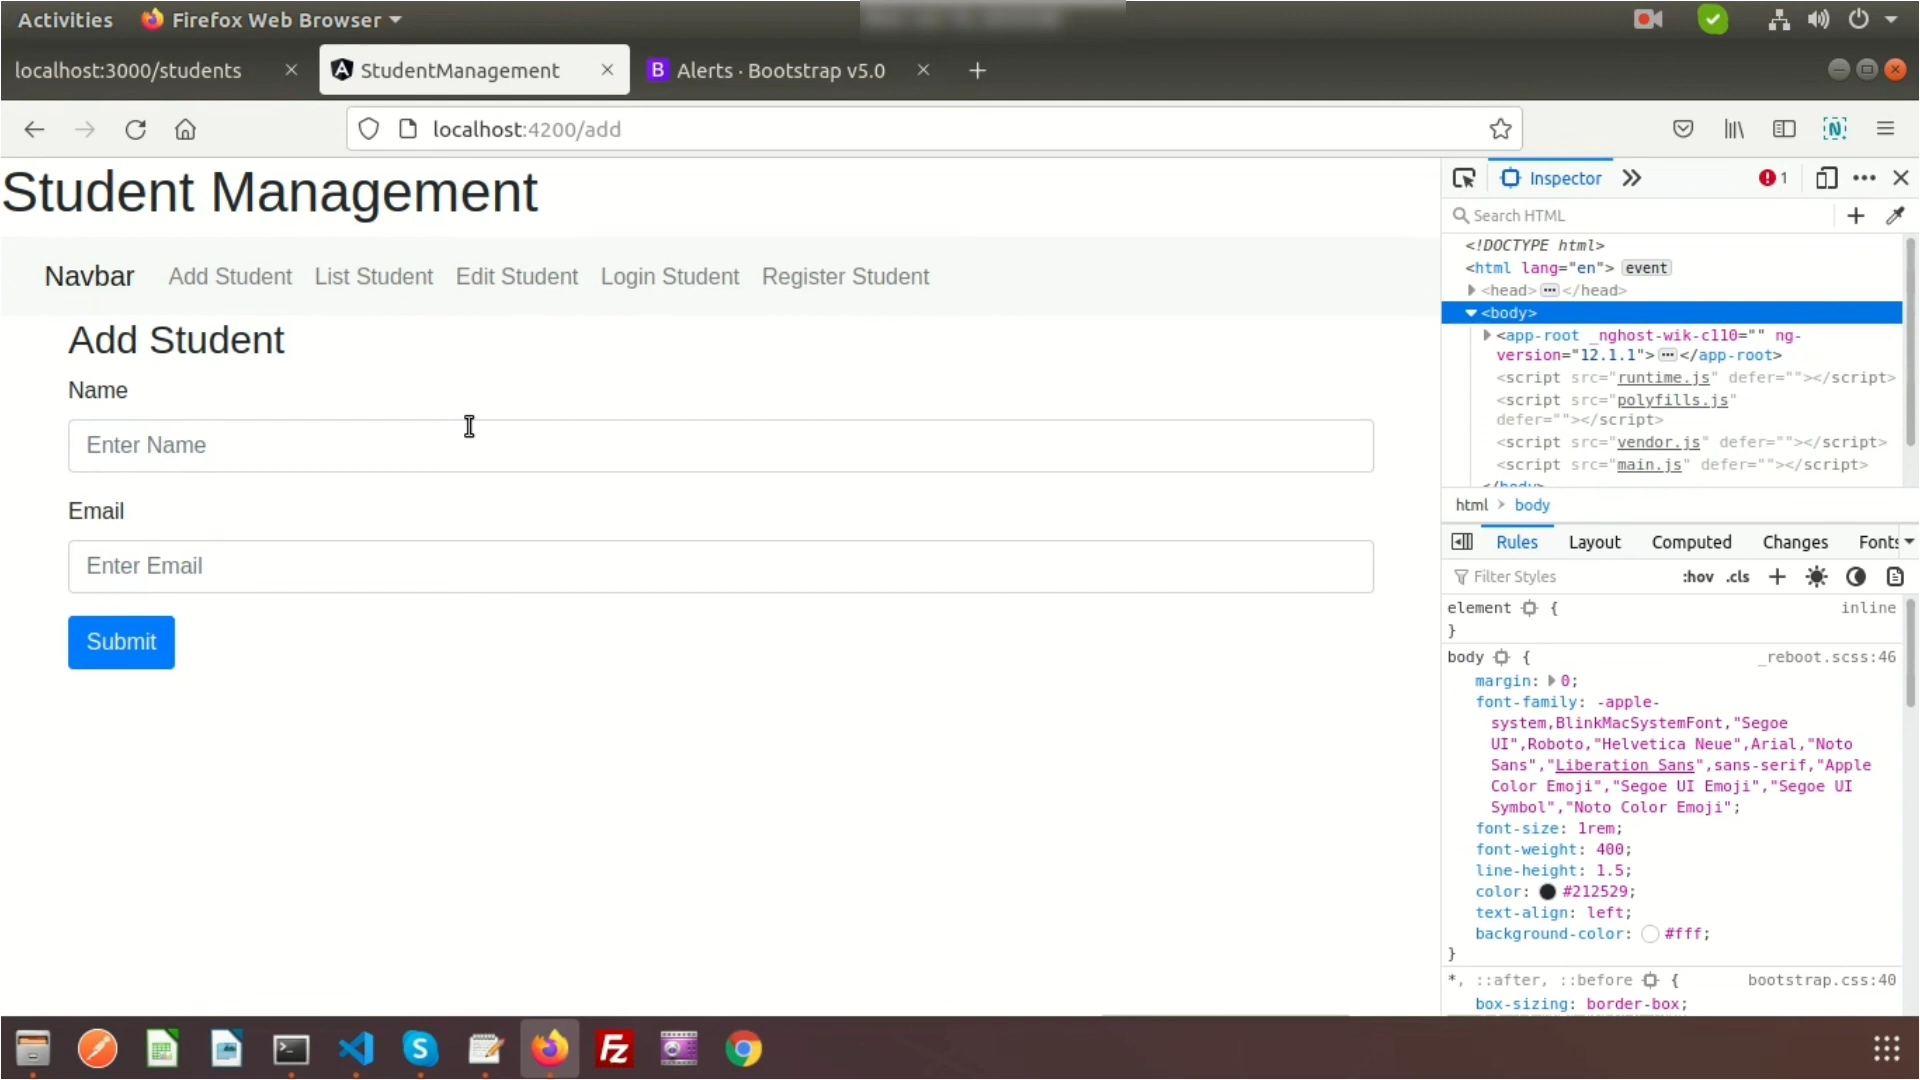 Activities Firefox Web Browser
localhost:3000/students StudentManagement B Alerts · Bootstrap v5.0
localhost:4200/add
Student Management
Navbar Add Student List Student Edit Student Login Student Register Student
Add Student
Name
Enter Name
Email
Enter Email
Submit
Inspector 1
Search HTML
<!DOCTYPE html>
<html lang="en"> event
<head> ••• </head>
<body>
<app-root _nghost-wik-c110="" ng-
version="12.1.1"> ••• </app-root>
<script src="runtime.js" defer=""></script>
<script src="polyfills.js"
defer=""></script>
<script src="vendor.js" defer=""></script>
<script src="main.js" defer=""></script>
</body>
html > body
Rules Layout Computed Changes Fonts
Filter Styles :hov .cls
element { inline
}
body { _reboot.scss:46
margin: 0;
font-family: -apple-
system,BlinkMacSystemFont,"Segoe
UI",Roboto,"Helvetica Neue",Arial,"Noto
Sans","Liberation Sans",sans-serif,"Apple
Color Emoji","Segoe UI Emoji","Segoe UI
Symbol","Noto Color Emoji";
font-size: 1rem;
font-weight: 400;
line-height: 1.5;
color: #212529;
text-align: left;
background-color: #fff;
}
*, ::after, ::before { bootstrap.css:40
box-sizing: border-box;